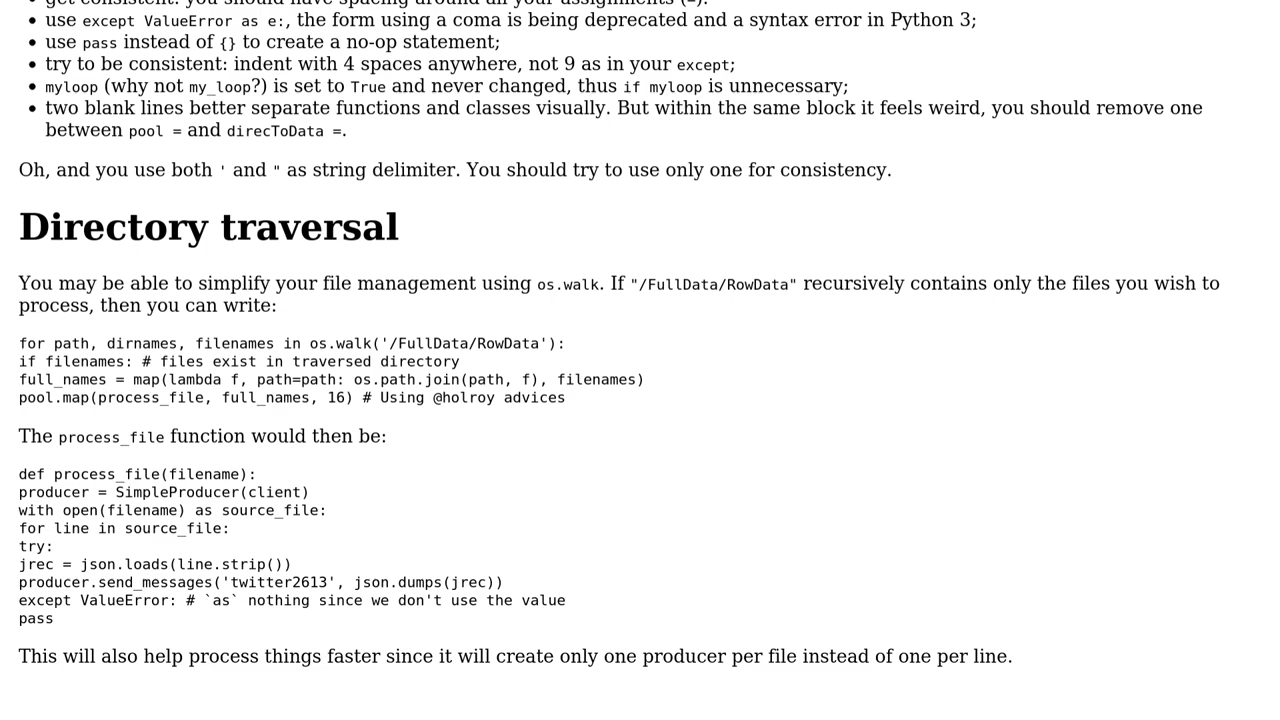 get consistent: you should have spacing around all your assignments (=).
• use except ValueError as e:, the form using a coma is being deprecated and a syntax error in Python 3;
• use pass instead of {} to create a no-op statement;
• try to be consistent: indent with 4 spaces anywhere, not 9 as in your except;
• myloop (why not my_loop?) is set to True and never changed, thus if myloop is unnecessary;
• two blank lines better separate functions and classes visually. But within the same block it feels weird, you should remove one
between pool = and direcToData =.
Oh, and you use both ' and " as string delimiter. You should try to use only one for consistency.
Directory traversal
You may be able to simplify your file management using os.walk. If "/FullData/RowData" recursively contains only the files you wish to
process, then you can write:
for path, dirnames, filenames in os.walk('/FullData/RowData'):
if filenames: # files exist in traversed directory
full_names = map(lambda f, path=path: os.path.join(path, f), filenames)
pool.map(process_file, full_names, 16) # Using @holroy advices
The process_file function would then be:
def process_file(filename):
producer = SimpleProducer(client)
with open(filename) as source_file:
for line in source_file:
try:
jrec = json.loads(line.strip())
producer.send_messages('twitter2613', json.dumps(jrec))
except ValueError: # `as` nothing since we don't use the value
pass
This will also help process things faster since it will create only one producer per file instead of one per line.